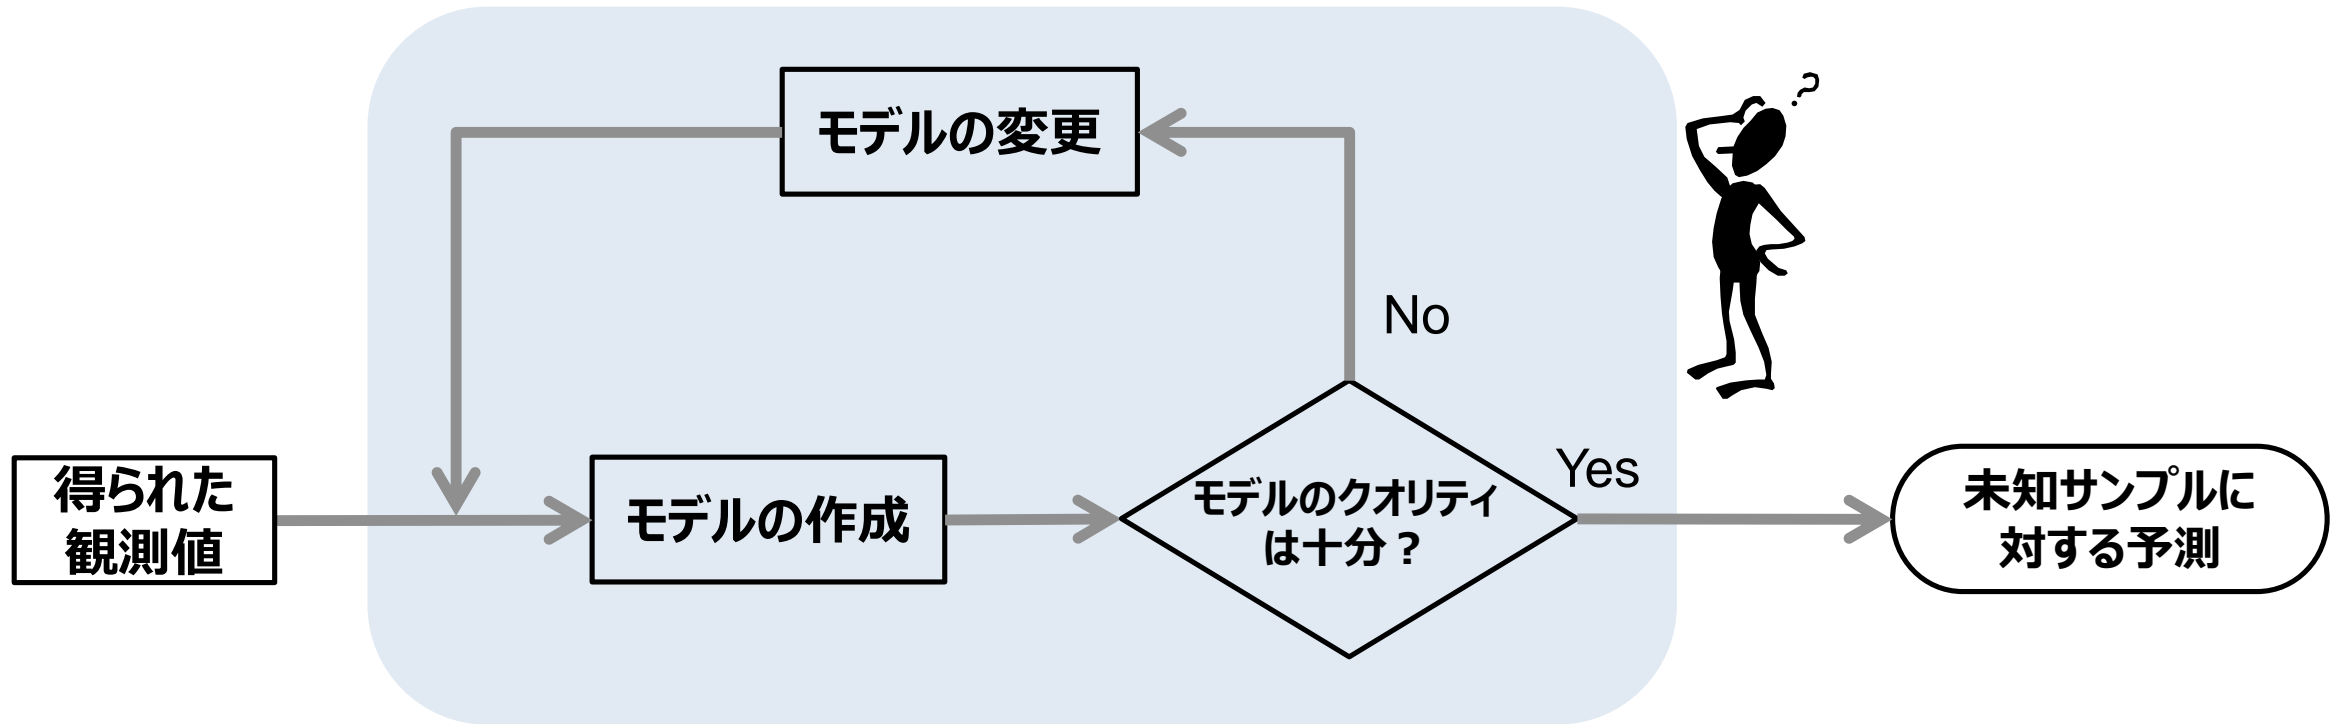 モデルの変更
?
No
Yes
得られた
観測値
モデルの作成
モデルのクオリティ
は十分？
未知サンプルに
対する予測